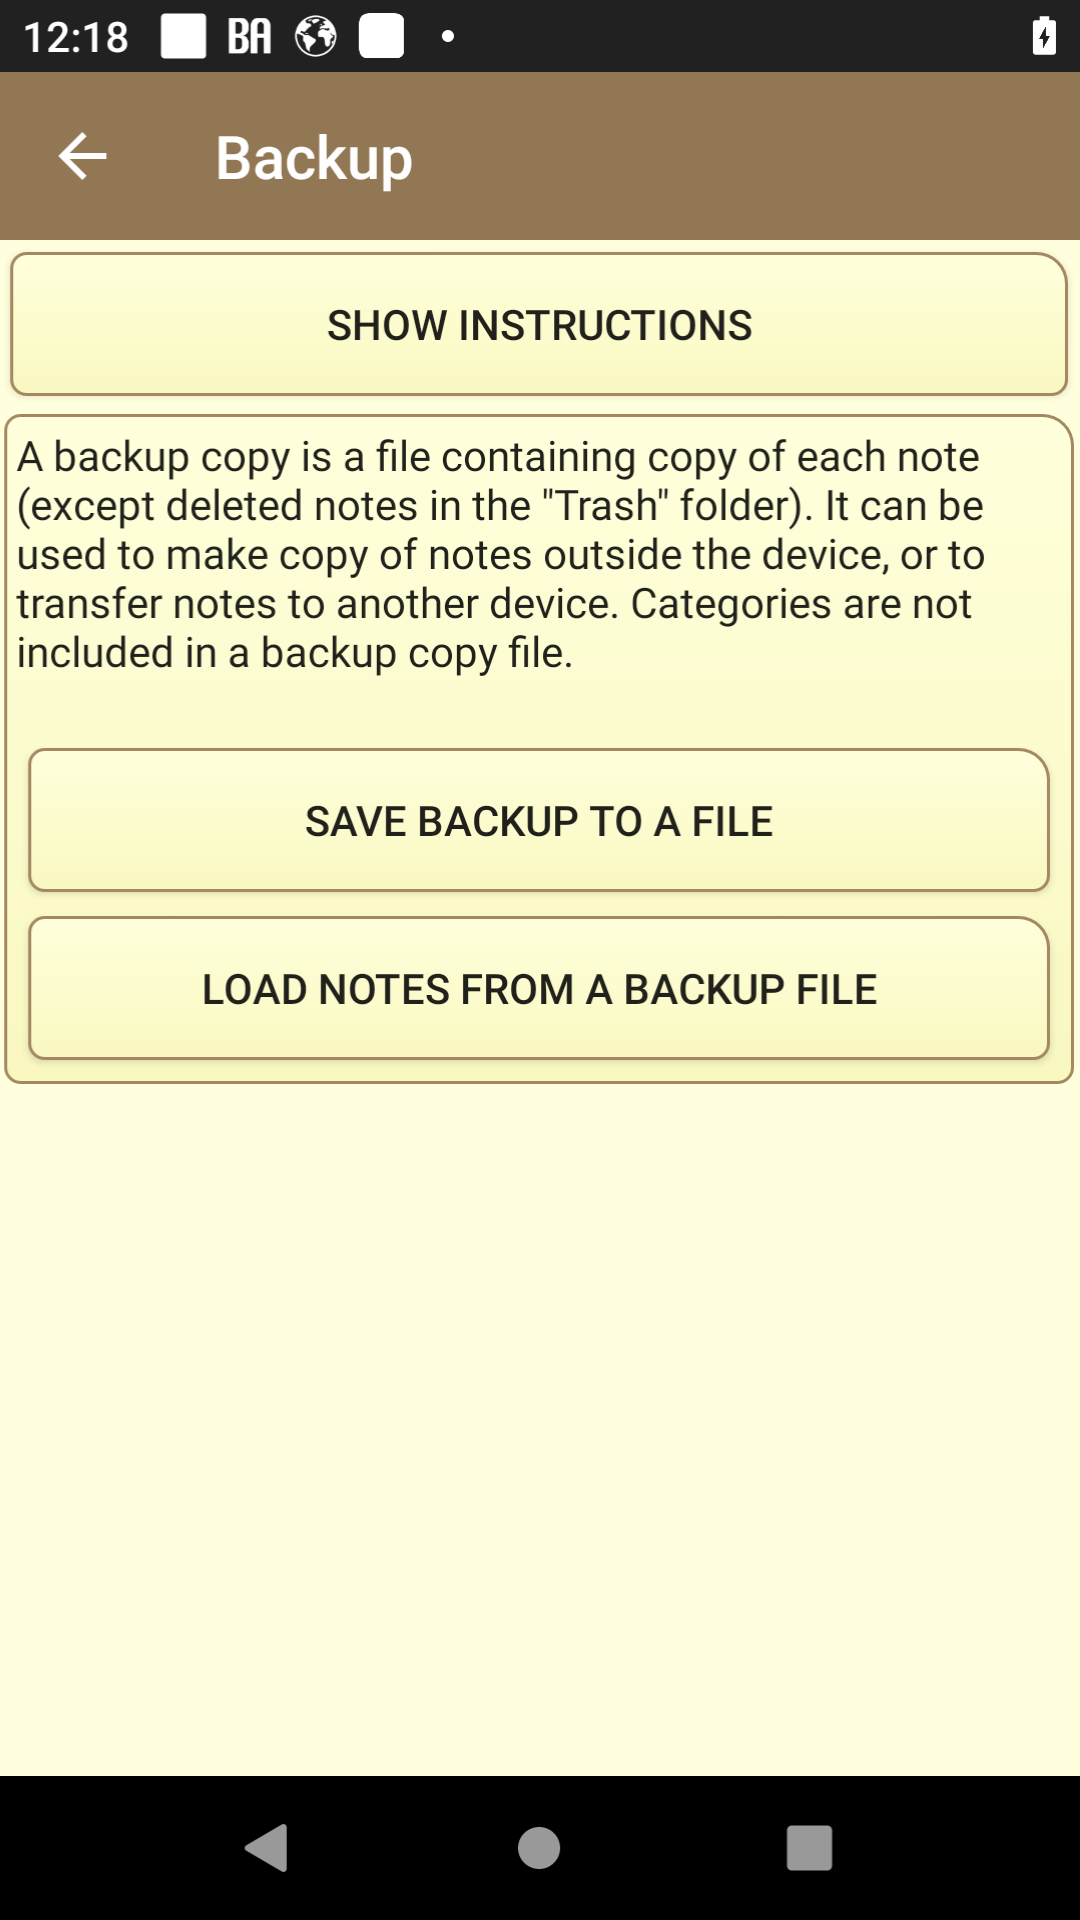 12:18 BA
Backup
SHOW INSTRUCTIONS
A backup copy is a file containing copy of each note
(except deleted notes in the "Trash" folder). It can be
used to make copy of notes outside the device, or to
transfer notes to another device. Categories are not
included in a backup copy file.
SAVE BACKUP TO A FILE
LOAD NOTES FROM A BACKUP FILE